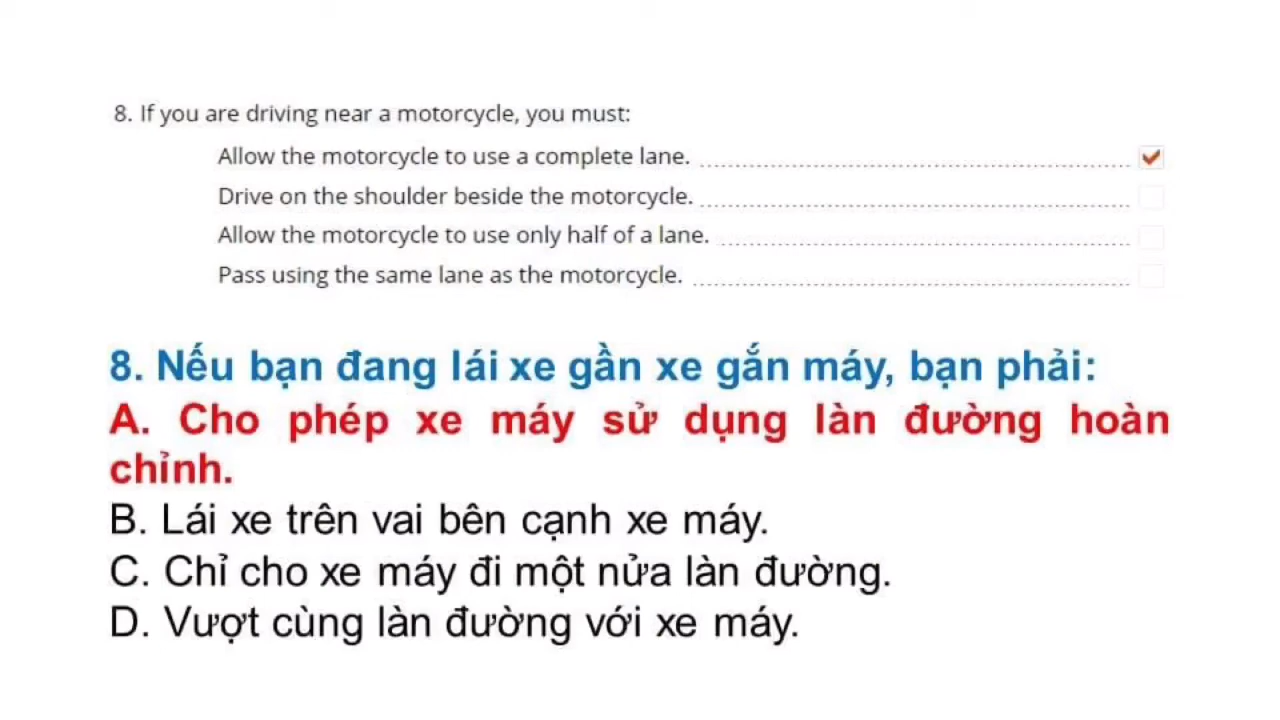 8. If you are driving near a motorcycle, you must:
Allow the motorcycle to use a complete lane.
Drive on the shoulder beside the motorcycle.
Allow the motorcycle to use only half of a lane.
Pass using the same lane as the motorcycle.
8. Nếu bạn đang lái xe gần xe gắn máy, bạn phải:
A. Cho phép xe máy sử dụng làn đường hoàn
chỉnh.
B. Lái xe trên vai bên cạnh xe máy.
C. Chỉ cho xe máy đi một nửa làn đường.
D. Vượt cùng làn đường với xe máy.